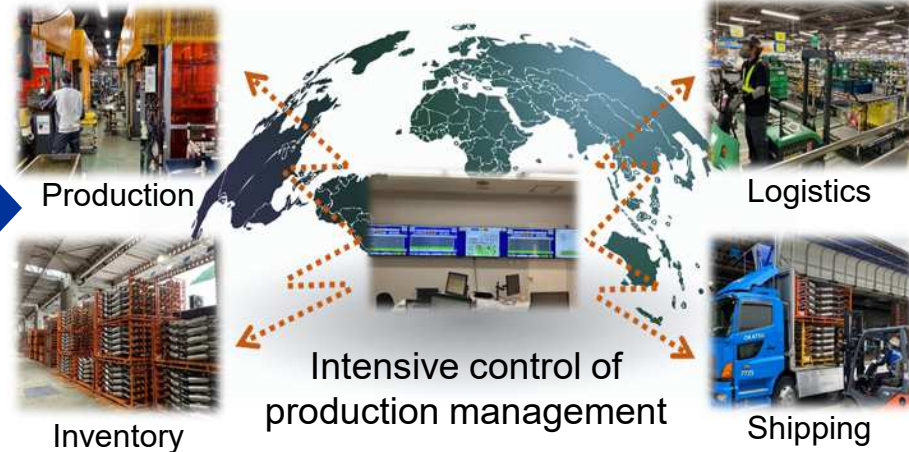 Production
Logistics
Intensive control of
production management
Inventory
Shipping